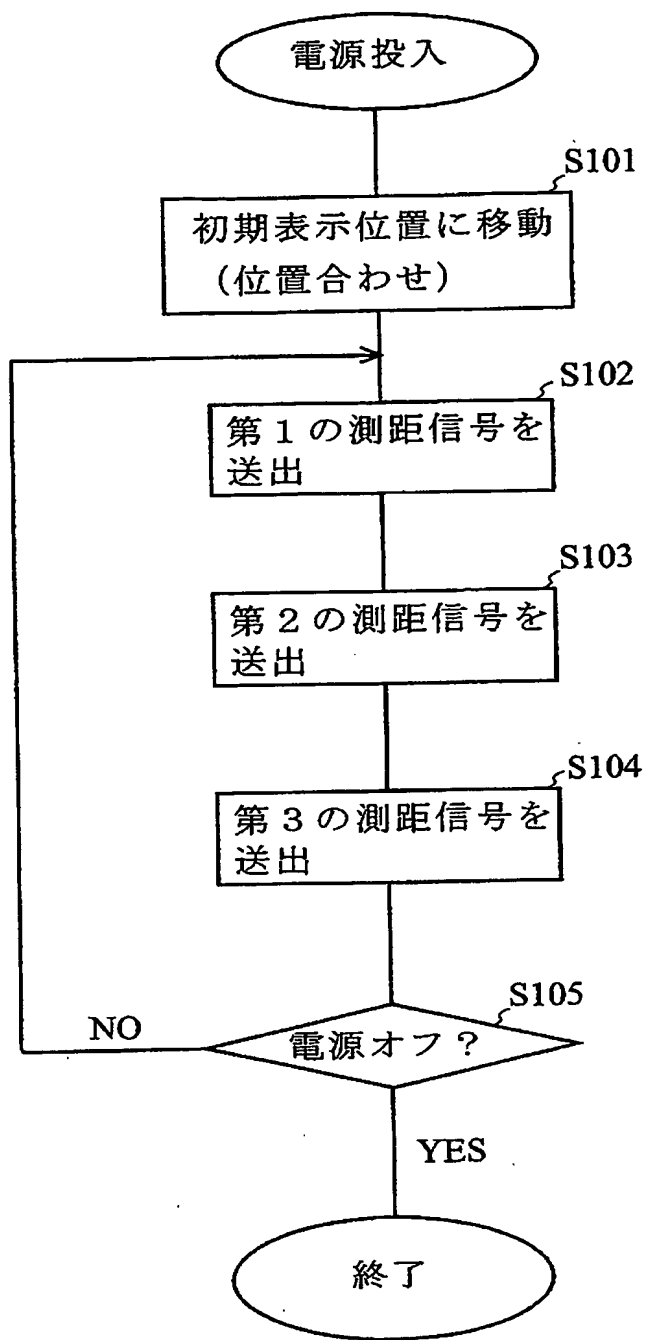 電源投入
S101
初期表示位置に移動
(位置合わせ)
S102
第1の測距信号を
送出
S103
第2の測距信号を
送出
S104
第3の測距信号を
送出
S105
電源オフ?
NO
YES
終了